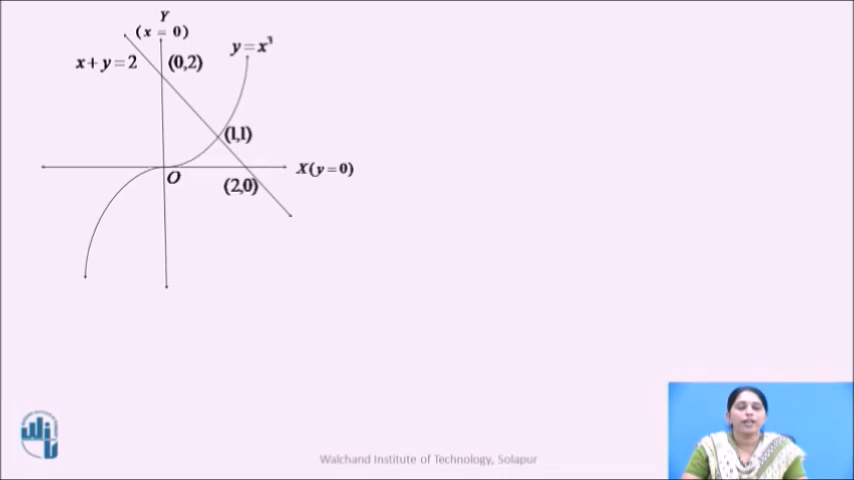 Y
(x = 0)
y = x³
x + y = 2
(0,2)
(1,1)
X(y = 0)
O
(2,0)
Walchand Institute of Technology, Solapur